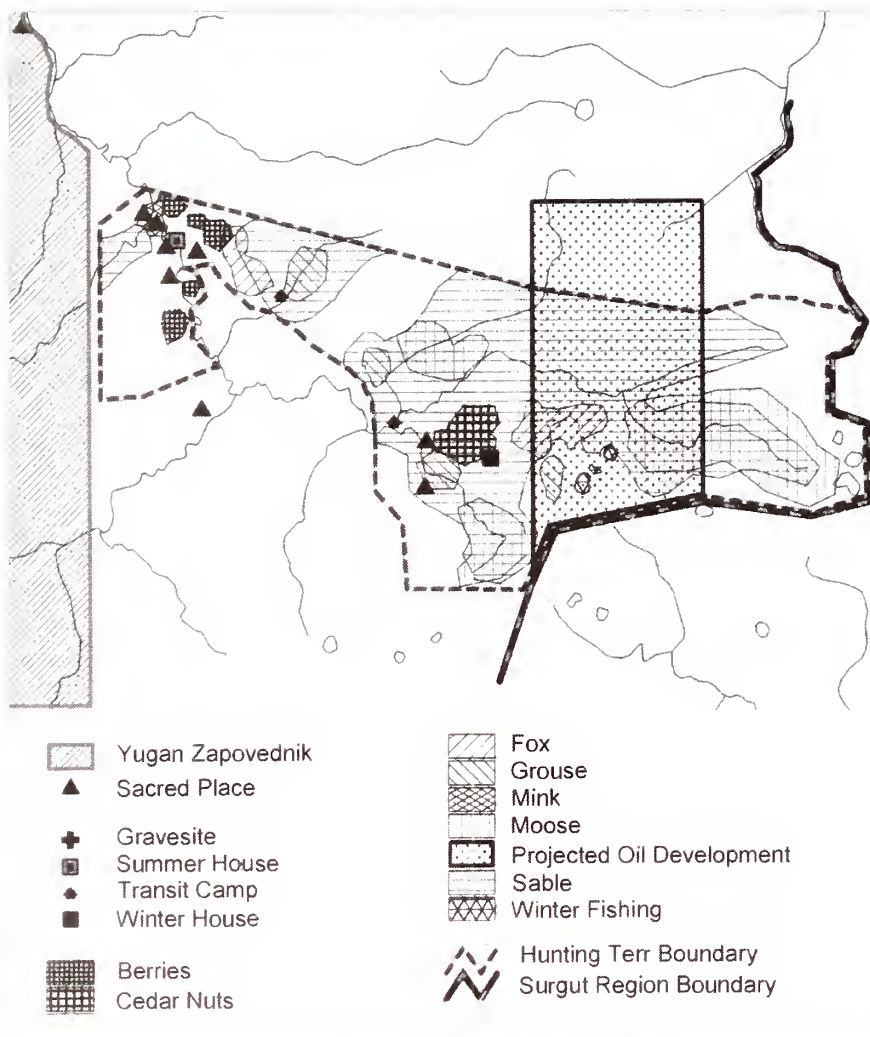 Yugan Zapovednik
Sacred Place
Gravesite
Summer House
Transit Camp
Winter House
Berries
Cedar Nuts
Fox
Grouse
Mink
Moose
Projected Oil Development
Sable
Winter Fishing
Hunting Terr Boundary
Surgut Region Boundary